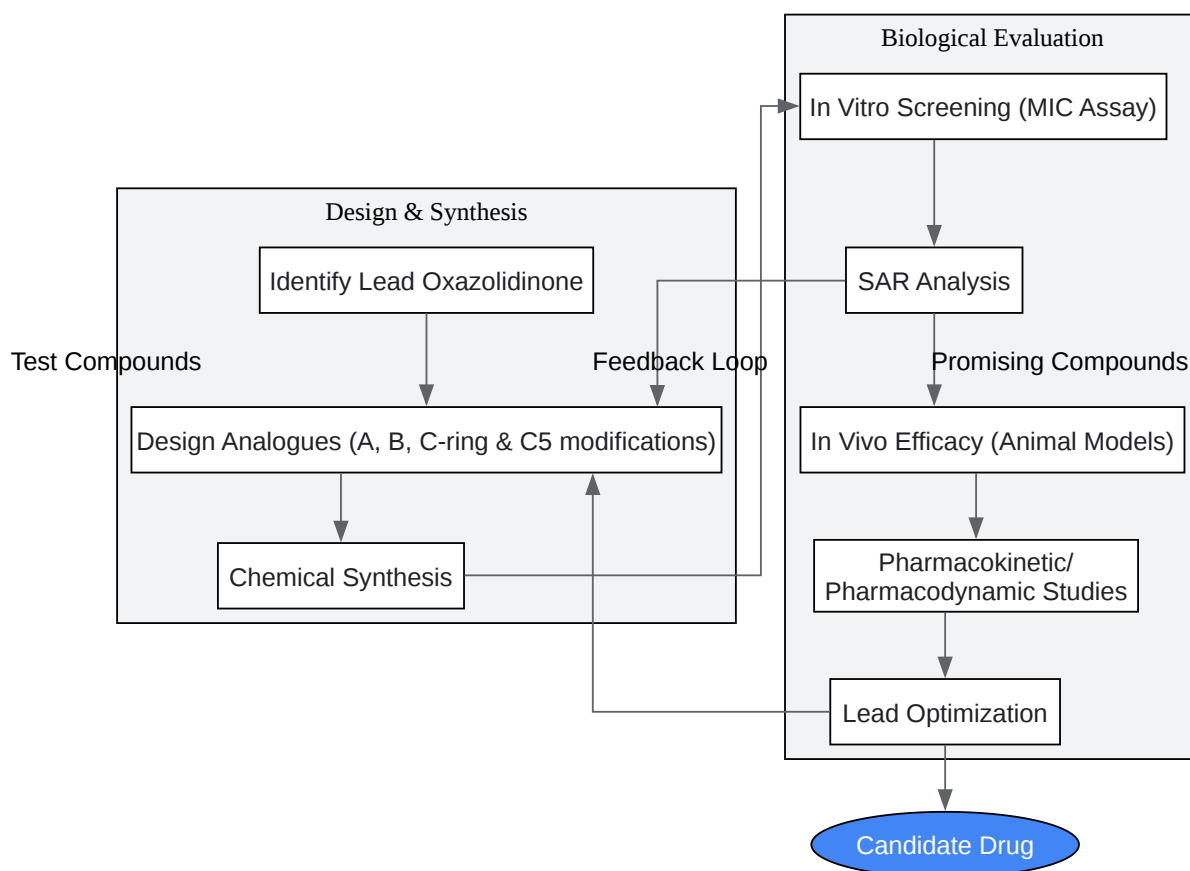 Biological Evaluation
In Vitro Screening (MIC Assay)
Design & Synthesis
Identify Lead Oxazolidinone
SAR Analysis
Test Compounds
Feedback Loop
Promising Compounds
Design Analogues (A, B, C-ring & C5 modifications)
In Vivo Efficacy (Animal Models)
Chemical Synthesis
Pharmacokinetic/
Pharmacodynamic Studies
Lead Optimization
Candidate Drug